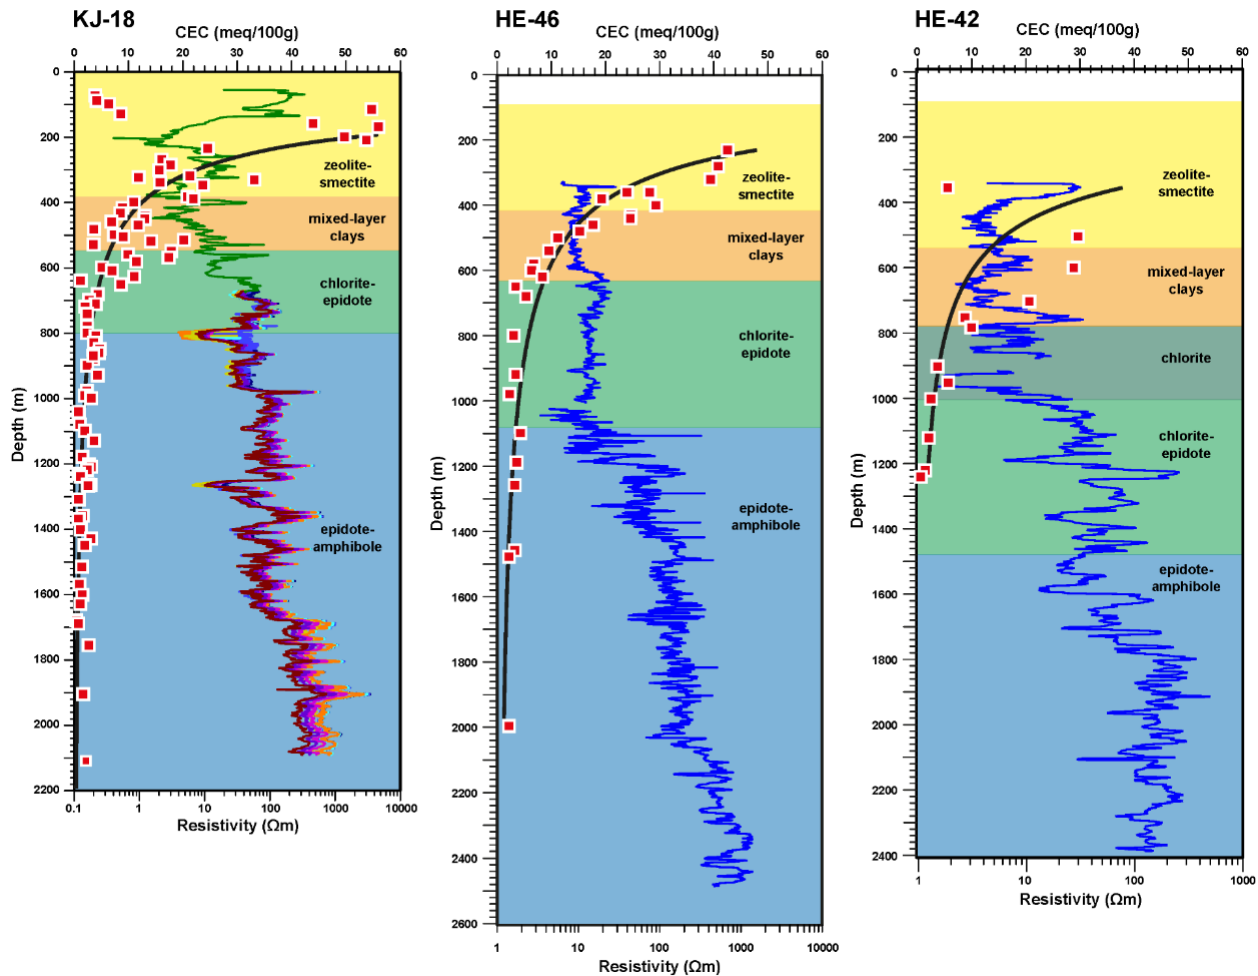 KJ-18
CEC (meq/100g)
0 10 20 30 40 50 60
0
200
400
600
800
1000
1200
1400
1600
1800
2000
2200
Depth (m)
zeolite-
smectite
mixed-layer
clays
chlorite-
epidote
epidote-
amphibole
0.1 1 10 100 1000 10000
Resistivity (Ωm)
HE-46
CEC (meq/100g)
0 10 20 30 40 50 60
0
200
400
600
800
1000
1200
1400
1600
1800
2000
2200
2400
2600
Depth (m)
zeolite-
smectite
mixed-layer
clays
chlorite-
epidote
epidote-
amphibole
1 10 100 1000 10000
Resistivity (Ωm)
HE-42
CEC (meq/100g)
0 10 20 30 40 50 60
0
200
400
600
800
1000
1200
1400
1600
1800
2000
2200
2400
Depth (m)
zeolite-
smectite
mixed-layer
clays
chlorite
chlorite-
epidote
epidote-
amphibole
1 10 100 1000
Resistivity (Ωm)